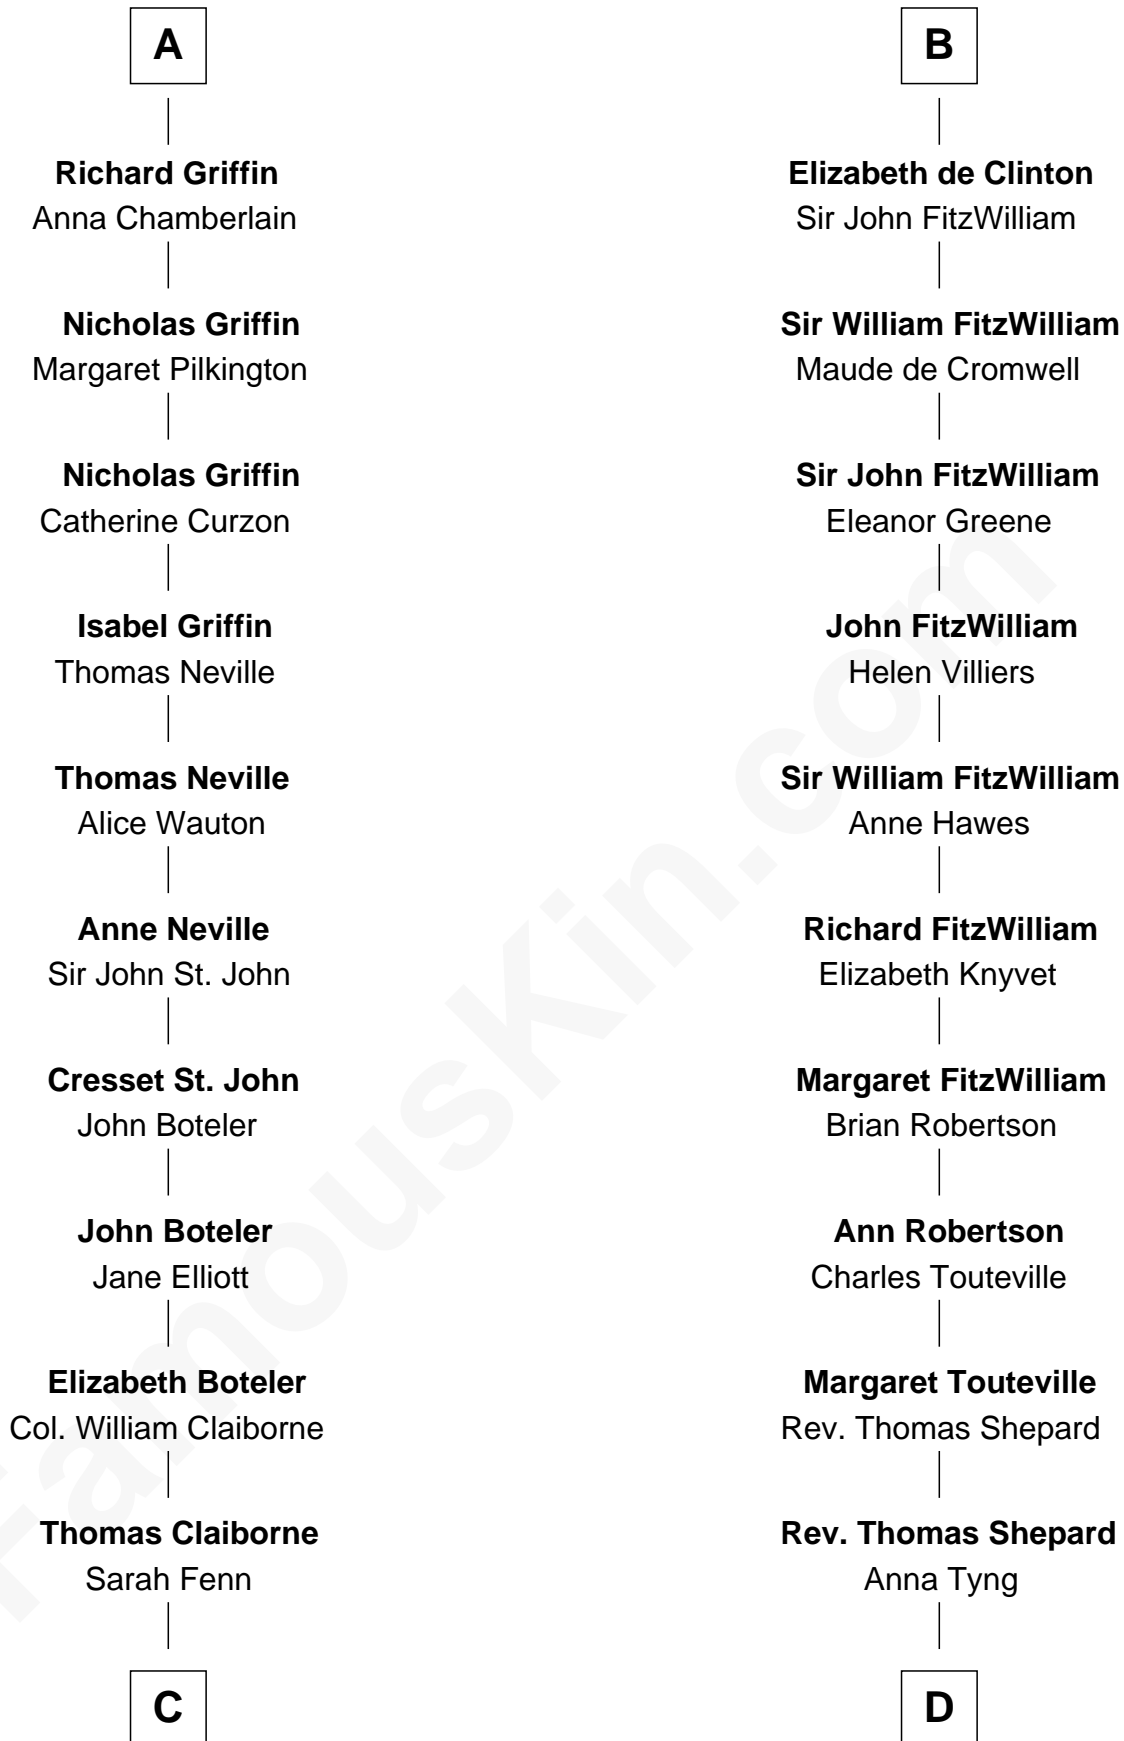 A
Richard Griffin
Anna Chamberlain
Nicholas Griffin
Margaret Pilkington
Nicholas Griffin
Catherine Curzon
Isabel Griffin
Thomas Neville
Thomas Neville
Alice Wauton
Anne Neville
Sir John St. John
Cresset St. John
John Boteler
John Boteler
Jane Elliott
Elizabeth Boteler
Col. William Claiborne
Thomas Claiborne
Sarah Fenn
C
B
Elizabeth de Clinton
Sir John FitzWilliam
Sir William FitzWilliam
Maude de Cromwell
Sir John FitzWilliam
Eleanor Greene
John FitzWilliam
Helen Villiers
Sir William FitzWilliam
Anne Hawes
Richard FitzWilliam
Elizabeth Knyvet
Margaret FitzWilliam
Brian Robertson
Ann Robertson
Charles Touteville
Margaret Touteville
Rev. Thomas Shepard
Rev. Thomas Shepard
Anna Tyng
D
FamousKin.com